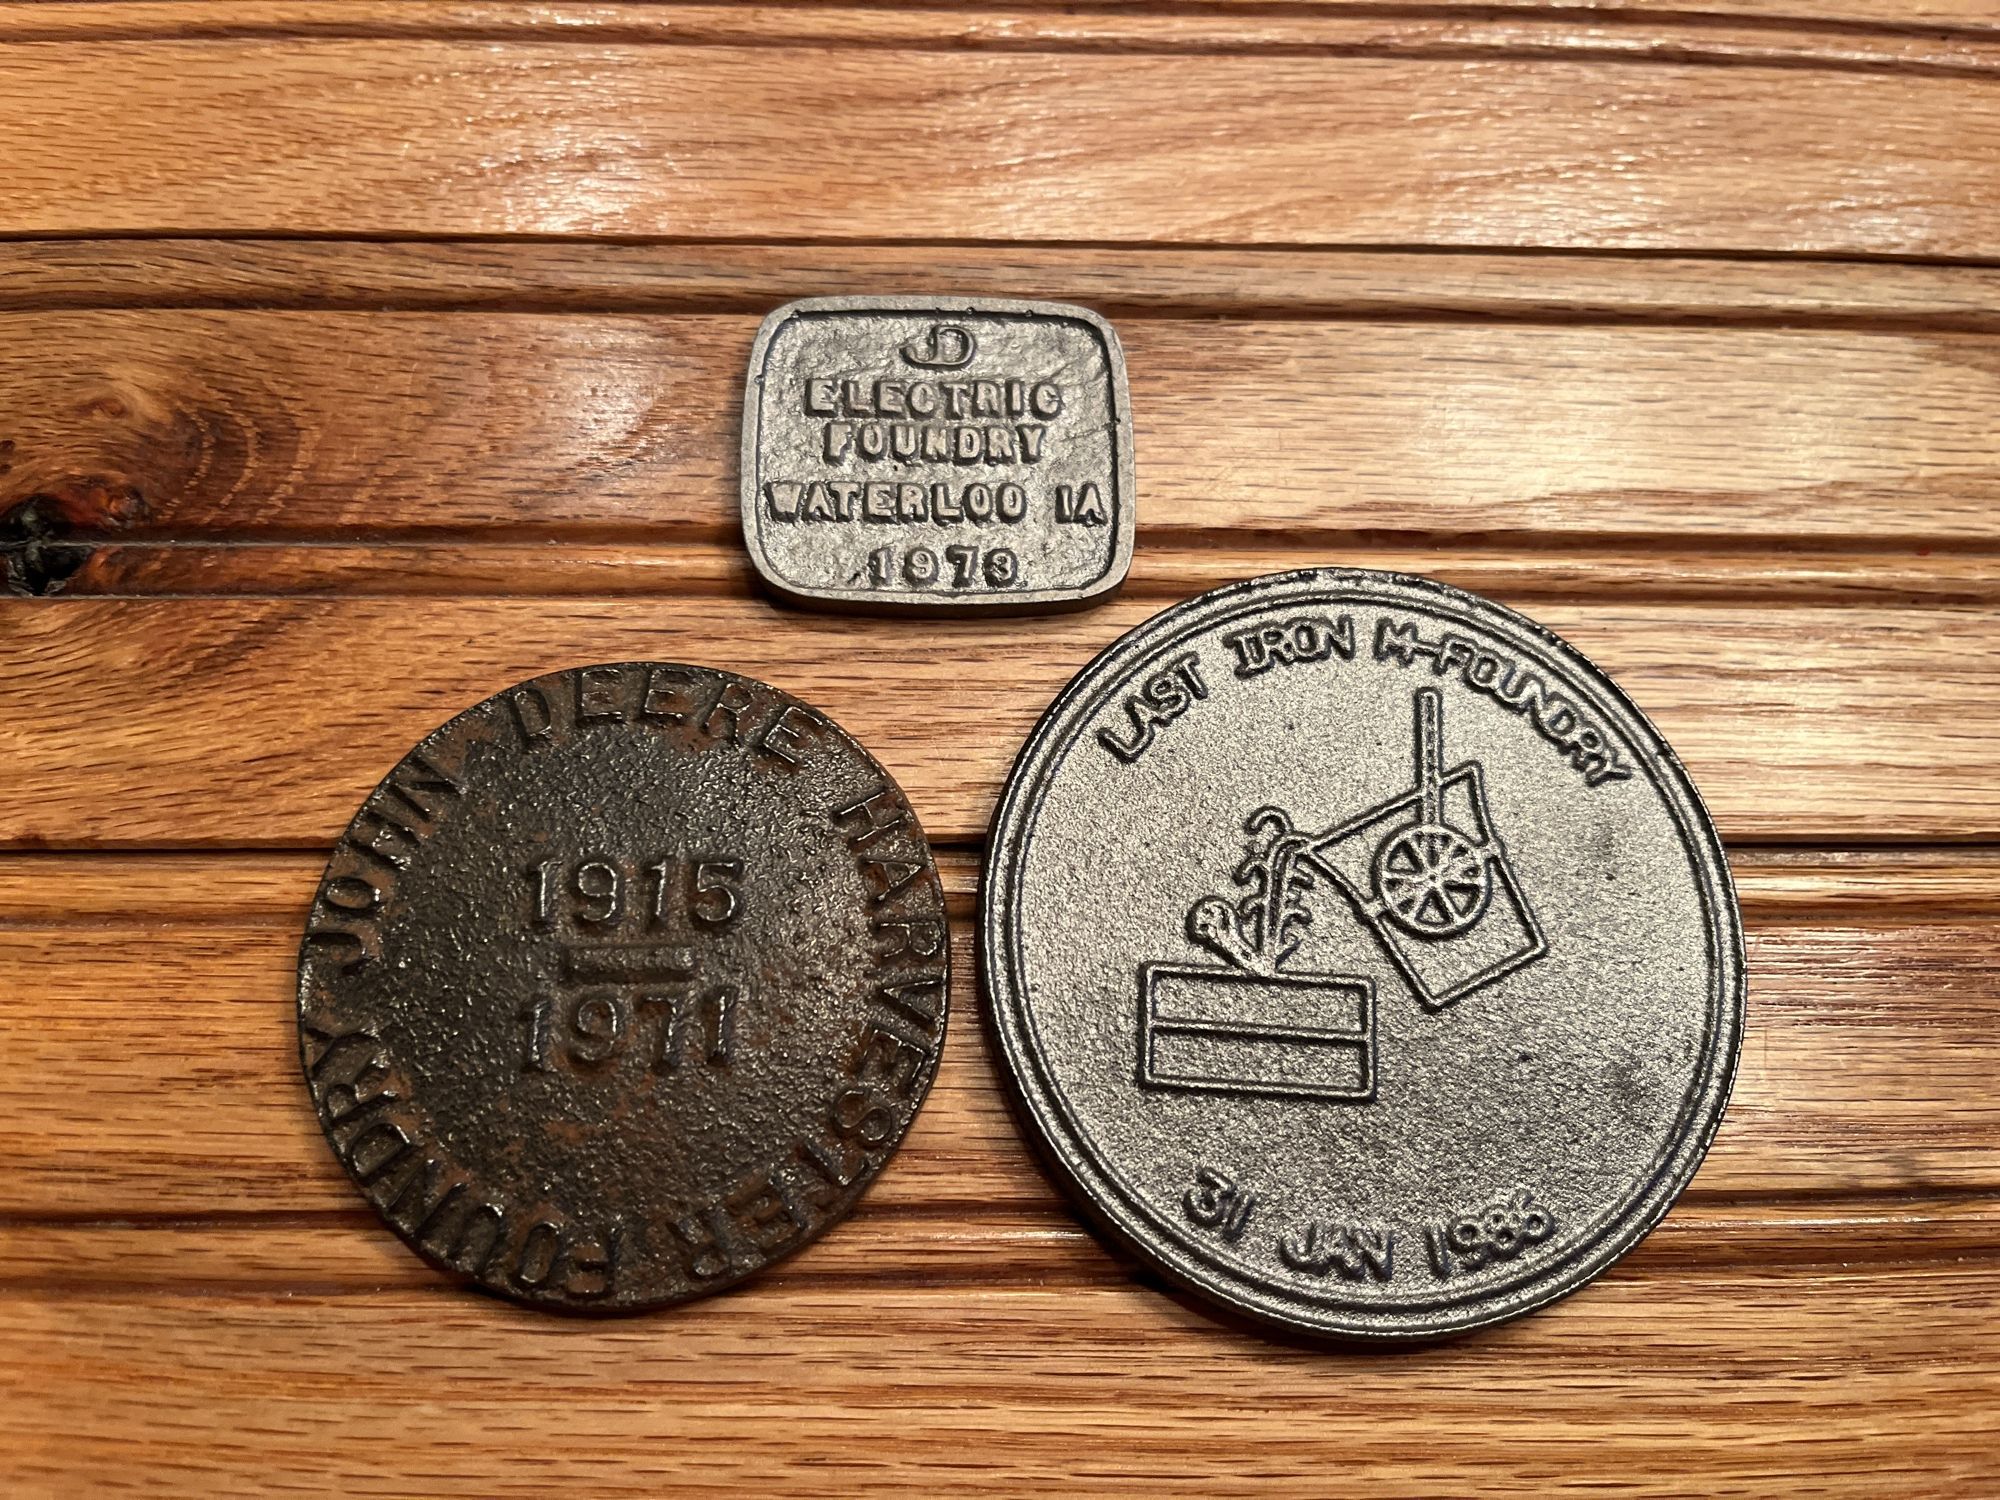 JD
ELECTRIC
FOUNDRY
WATERLOO IA
1973
JOHN DEERE HARVESTER FOUNDRY
1915
1971
LAST IRON M-FOUNDRY
31 JAN 1986